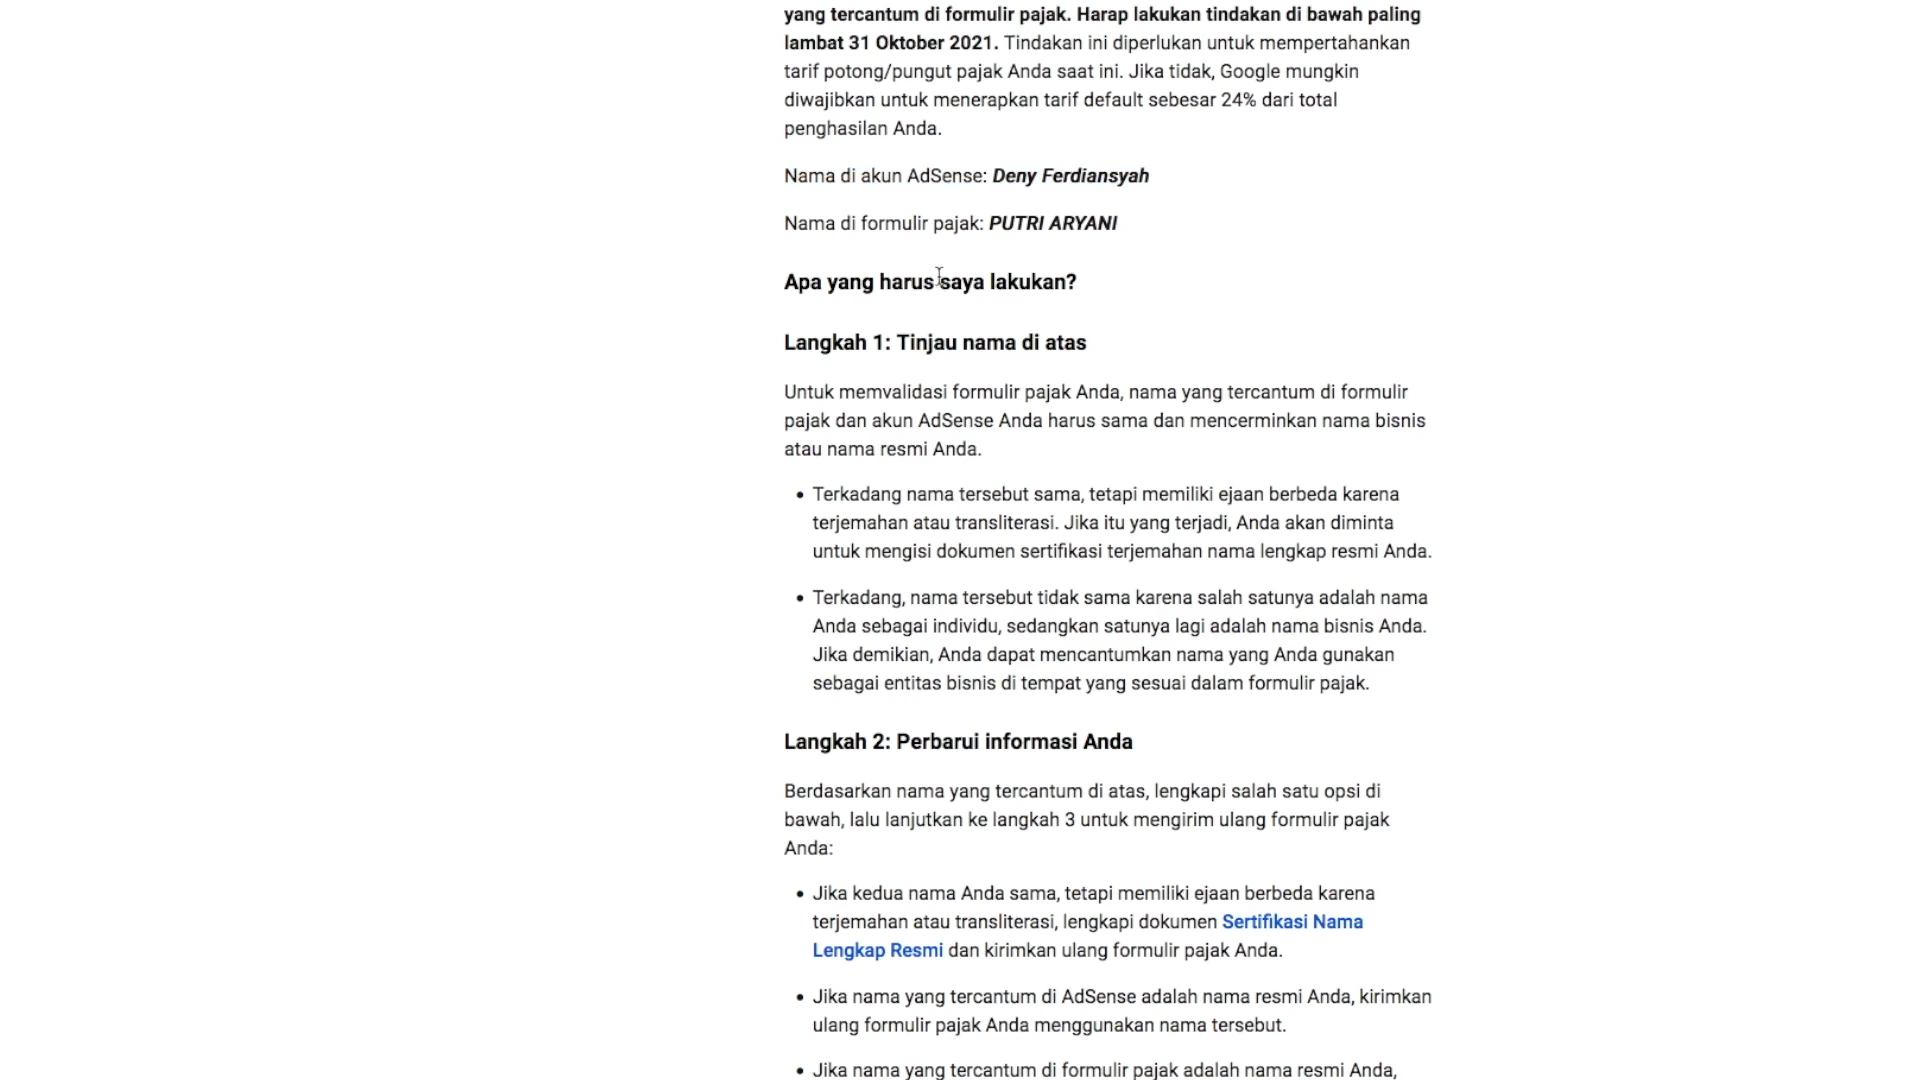 yang tercantum di formulir pajak. Harap lakukan tindakan di bawah paling
lambat 31 Oktober 2021. Tindakan ini diperlukan untuk mempertahankan
tarif potong/pungut pajak Anda saat ini. Jika tidak, Google mungkin
diwajibkan untuk menerapkan tarif default sebesar 24% dari total
penghasilan Anda.
Nama di akun AdSense: Deny Ferdiansyah
Nama di formulir pajak: PUTRI ARYANI
Apa yang harus saya lakukan?
Langkah 1: Tinjau nama di atas
Untuk memvalidasi formulir pajak Anda, nama yang tercantum di formulir
pajak dan akun AdSense Anda harus sama dan mencerminkan nama bisnis
atau nama resmi Anda.
• Terkadang nama tersebut sama, tetapi memiliki ejaan berbeda karena
terjemahan atau transliterasi. Jika itu yang terjadi, Anda akan diminta
untuk mengisi dokumen sertifikasi terjemahan nama lengkap resmi Anda.
• Terkadang, nama tersebut tidak sama karena salah satunya adalah nama
Anda sebagai individu, sedangkan satunya lagi adalah nama bisnis Anda.
Jika demikian, Anda dapat mencantumkan nama yang Anda gunakan
sebagai entitas bisnis di tempat yang sesuai dalam formulir pajak.
Langkah 2: Perbarui informasi Anda
Berdasarkan nama yang tercantum di atas, lengkapi salah satu opsi di
bawah, lalu lanjutkan ke langkah 3 untuk mengirim ulang formulir pajak
Anda:
• Jika kedua nama Anda sama, tetapi memiliki ejaan berbeda karena
terjemahan atau transliterasi, lengkapi dokumen Sertifikasi Nama
Lengkap Resmi dan kirimkan ulang formulir pajak Anda.
• Jika nama yang tercantum di AdSense adalah nama resmi Anda, kirimkan
ulang formulir pajak Anda menggunakan nama tersebut.
• Jika nama yang tercantum di formulir pajak adalah nama resmi Anda,